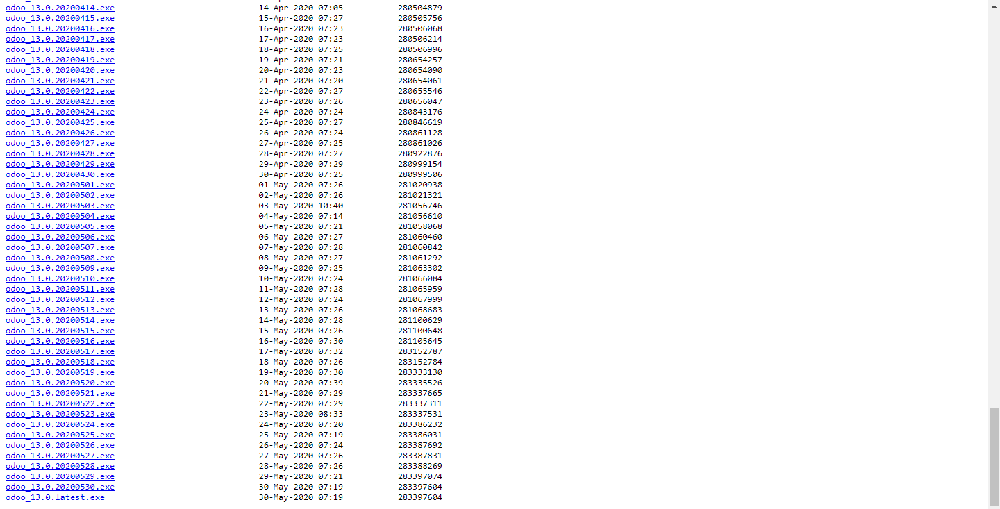 odoo_13.0.20200414.exe 14-Apr-2020 07:05 280504879
odoo_13.0.20200415.exe 15-Apr-2020 07:27 280505756
odoo_13.0.20200416.exe 16-Apr-2020 07:23 280506068
odoo_13.0.20200417.exe 17-Apr-2020 07:23 280506214
odoo_13.0.20200418.exe 18-Apr-2020 07:25 280506996
odoo_13.0.20200419.exe 19-Apr-2020 07:21 280654257
odoo_13.0.20200420.exe 20-Apr-2020 07:23 280654090
odoo_13.0.20200421.exe 21-Apr-2020 07:20 280654061
odoo_13.0.20200422.exe 22-Apr-2020 07:27 280655546
odoo_13.0.20200423.exe 23-Apr-2020 07:26 280656047
odoo_13.0.20200424.exe 24-Apr-2020 07:24 280843176
odoo_13.0.20200425.exe 25-Apr-2020 07:27 280846619
odoo_13.0.20200426.exe 26-Apr-2020 07:24 280861128
odoo_13.0.20200427.exe 27-Apr-2020 07:25 280861026
odoo_13.0.20200428.exe 28-Apr-2020 07:27 280922876
odoo_13.0.20200429.exe 29-Apr-2020 07:29 280999154
odoo_13.0.20200430.exe 30-Apr-2020 07:25 280999506
odoo_13.0.20200501.exe 01-May-2020 07:26 281020938
odoo_13.0.20200502.exe 02-May-2020 07:26 281021321
odoo_13.0.20200503.exe 03-May-2020 10:40 281056746
odoo_13.0.20200504.exe 04-May-2020 07:14 281056610
odoo_13.0.20200505.exe 05-May-2020 07:21 281058068
odoo_13.0.20200506.exe 06-May-2020 07:27 281060460
odoo_13.0.20200507.exe 07-May-2020 07:28 281060842
odoo_13.0.20200508.exe 08-May-2020 07:27 281061292
odoo_13.0.20200509.exe 09-May-2020 07:25 281063302
odoo_13.0.20200510.exe 10-May-2020 07:24 281066084
odoo_13.0.20200511.exe 11-May-2020 07:28 281065959
odoo_13.0.20200512.exe 12-May-2020 07:24 281067999
odoo_13.0.20200513.exe 13-May-2020 07:26 281068683
odoo_13.0.20200514.exe 14-May-2020 07:28 281100629
odoo_13.0.20200515.exe 15-May-2020 07:26 281100648
odoo_13.0.20200516.exe 16-May-2020 07:30 281105645
odoo_13.0.20200517.exe 17-May-2020 07:32 283152787
odoo_13.0.20200518.exe 18-May-2020 07:26 283152784
odoo_13.0.20200519.exe 19-May-2020 07:30 283333130
odoo_13.0.20200520.exe 20-May-2020 07:39 283335526
odoo_13.0.20200521.exe 21-May-2020 07:29 283337665
odoo_13.0.20200522.exe 22-May-2020 07:29 283337311
odoo_13.0.20200523.exe 23-May-2020 08:33 283337531
odoo_13.0.20200524.exe 24-May-2020 07:20 283386232
odoo_13.0.20200525.exe 25-May-2020 07:19 283386031
odoo_13.0.20200526.exe 26-May-2020 07:24 283387692
odoo_13.0.20200527.exe 27-May-2020 07:26 283387831
odoo_13.0.20200528.exe 28-May-2020 07:26 283388269
odoo_13.0.20200529.exe 29-May-2020 07:21 283397074
odoo_13.0.20200530.exe 30-May-2020 07:19 283397604
odoo_13.0.latest.exe 30-May-2020 07:19 283397604